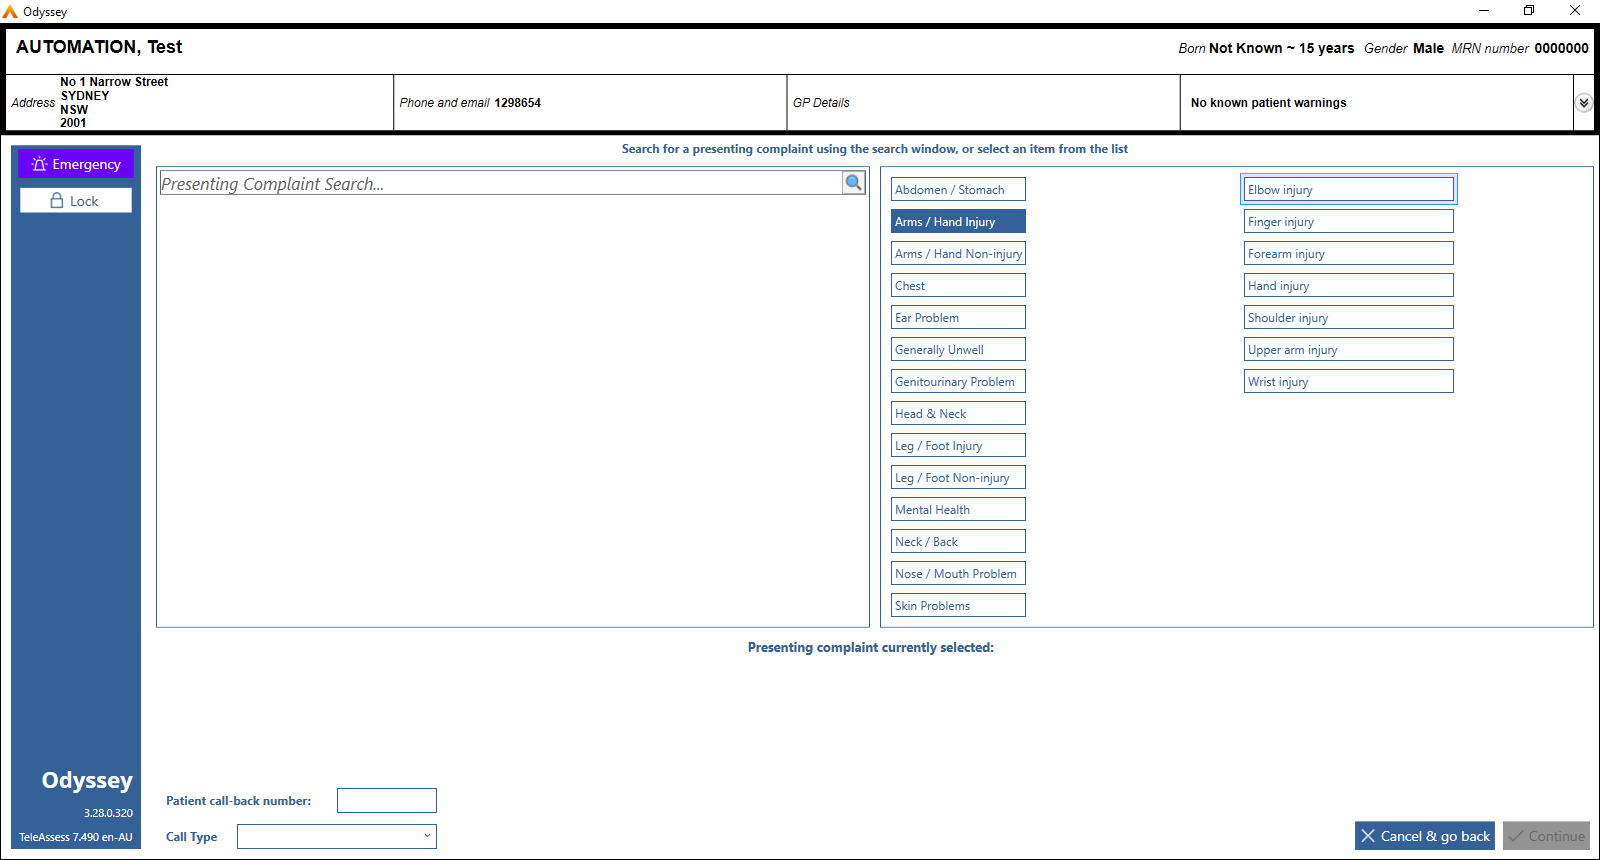 Odyssey
AUTOMATION, Test
Born Not Known ~ 15 years Gender Male MRN number 0000000
Address No 1 Narrow Street
SYDNEY
NSW
2001
Phone and email 1298654
GP Details
No known patient warnings
Emergency
Lock
Search for a presenting complaint using the search window, or select an item from the list
Presenting Complaint Search...
Abdomen / Stomach
Arms / Hand Injury
Arms / Hand Non-injury
Chest
Ear Problem
Generally Unwell
Genitourinary Problem
Head & Neck
Leg / Foot Injury
Leg / Foot Non-injury
Mental Health
Neck / Back
Nose / Mouth Problem
Skin Problems
Elbow injury
Finger injury
Forearm injury
Hand injury
Shoulder injury
Upper arm injury
Wrist injury
Presenting complaint currently selected:
Odyssey
3.28.0.320
TeleAssess 7.490 en-AU
Patient call-back number:
Call Type
Cancel & go back
Continue